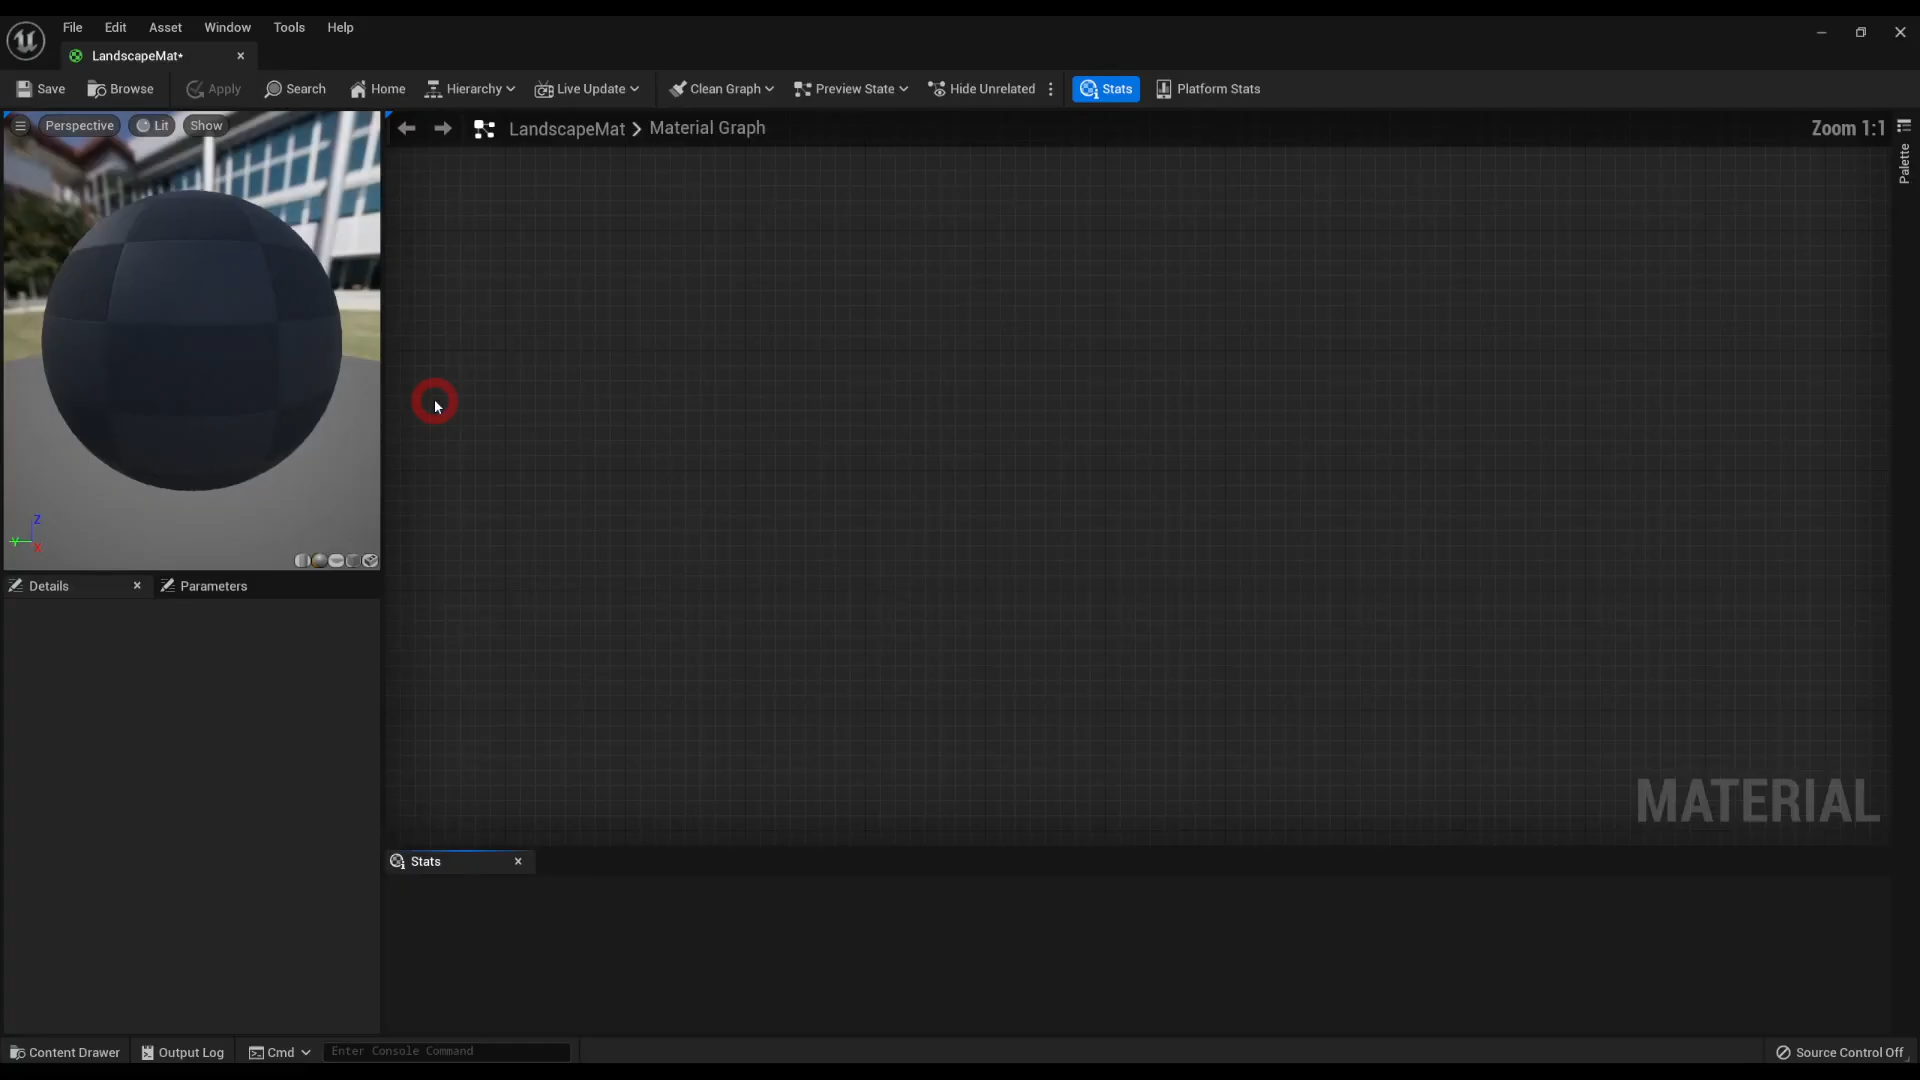 File Edit Asset Window Tools Help
LandscapeMat*
Save Browse Apply Search Home Hierarchy Live Update Clean Graph Preview State Hide Unrelated Stats Platform Stats
Perspective Lit Show
LandscapeMat > Material Graph
Zoom 1:1
Palette
Z
Y
X
MATERIAL
Details Parameters
Stats
Content Drawer Output Log Cmd Enter Console Command Source Control Off